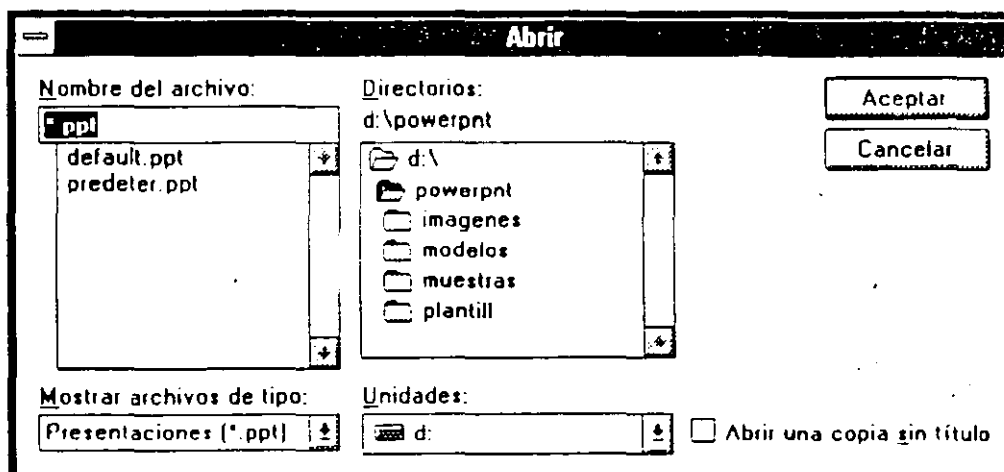 Abrir
Nombre del archivo:
*.ppt
default.ppt
predeter.ppt
Directorios:
d:\powerpnt
d:\
powerpnt
imagenes
modelos
muestras
plantill
Aceptar
Cancelar
Mostrar archivos de tipo:
Presentaciones (*.ppt)
Unidades:
d:
Abrir una copia sin título